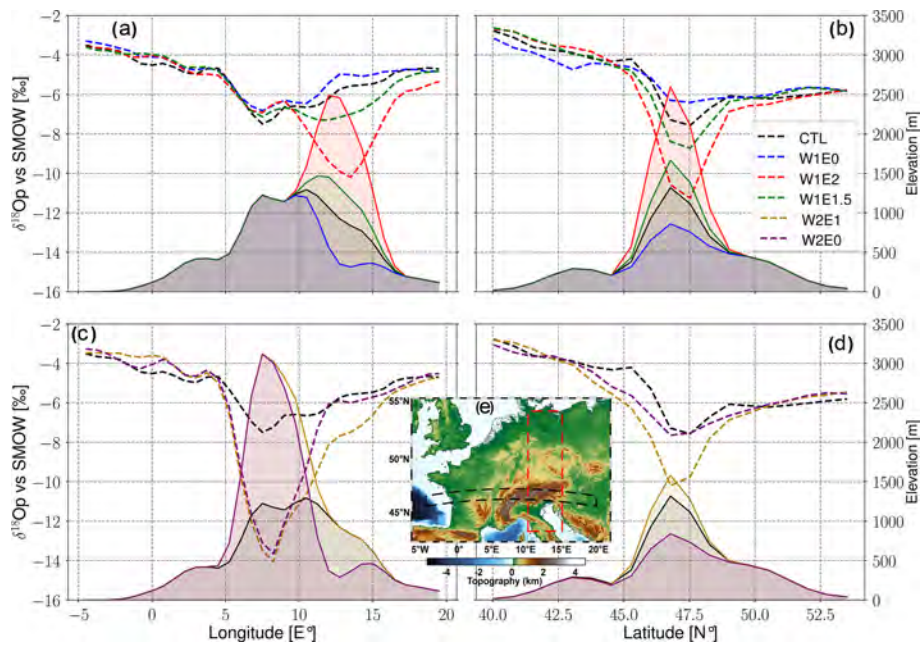 (a)
(b)
−2
−4
−6
−8
−10
−12
−14
−16
δ¹⁸Op vs SMOW [‰]
3500
3000
2500
2000
1500
1000
500
0
Elevation [m]
CTL
W1E0
W1E2
W1E1.5
W2E1
W2E0
(c)
(d)
−2
−4
−6
−8
−10
−12
−14
−16
δ¹⁸Op vs SMOW [‰]
3500
3000
2500
2000
1500
1000
500
0
Elevation [m]
(e)
55°N
50°N
45°N
5°W 0° 5°E 10°E 15°E 20°E
-4 -2 0 2 4
Topography (km)
−5 0 5 10 15 20
Longitude [E°]
40.0 42.5 45.0 47.5 50.0 52.5
Latitude [N°]